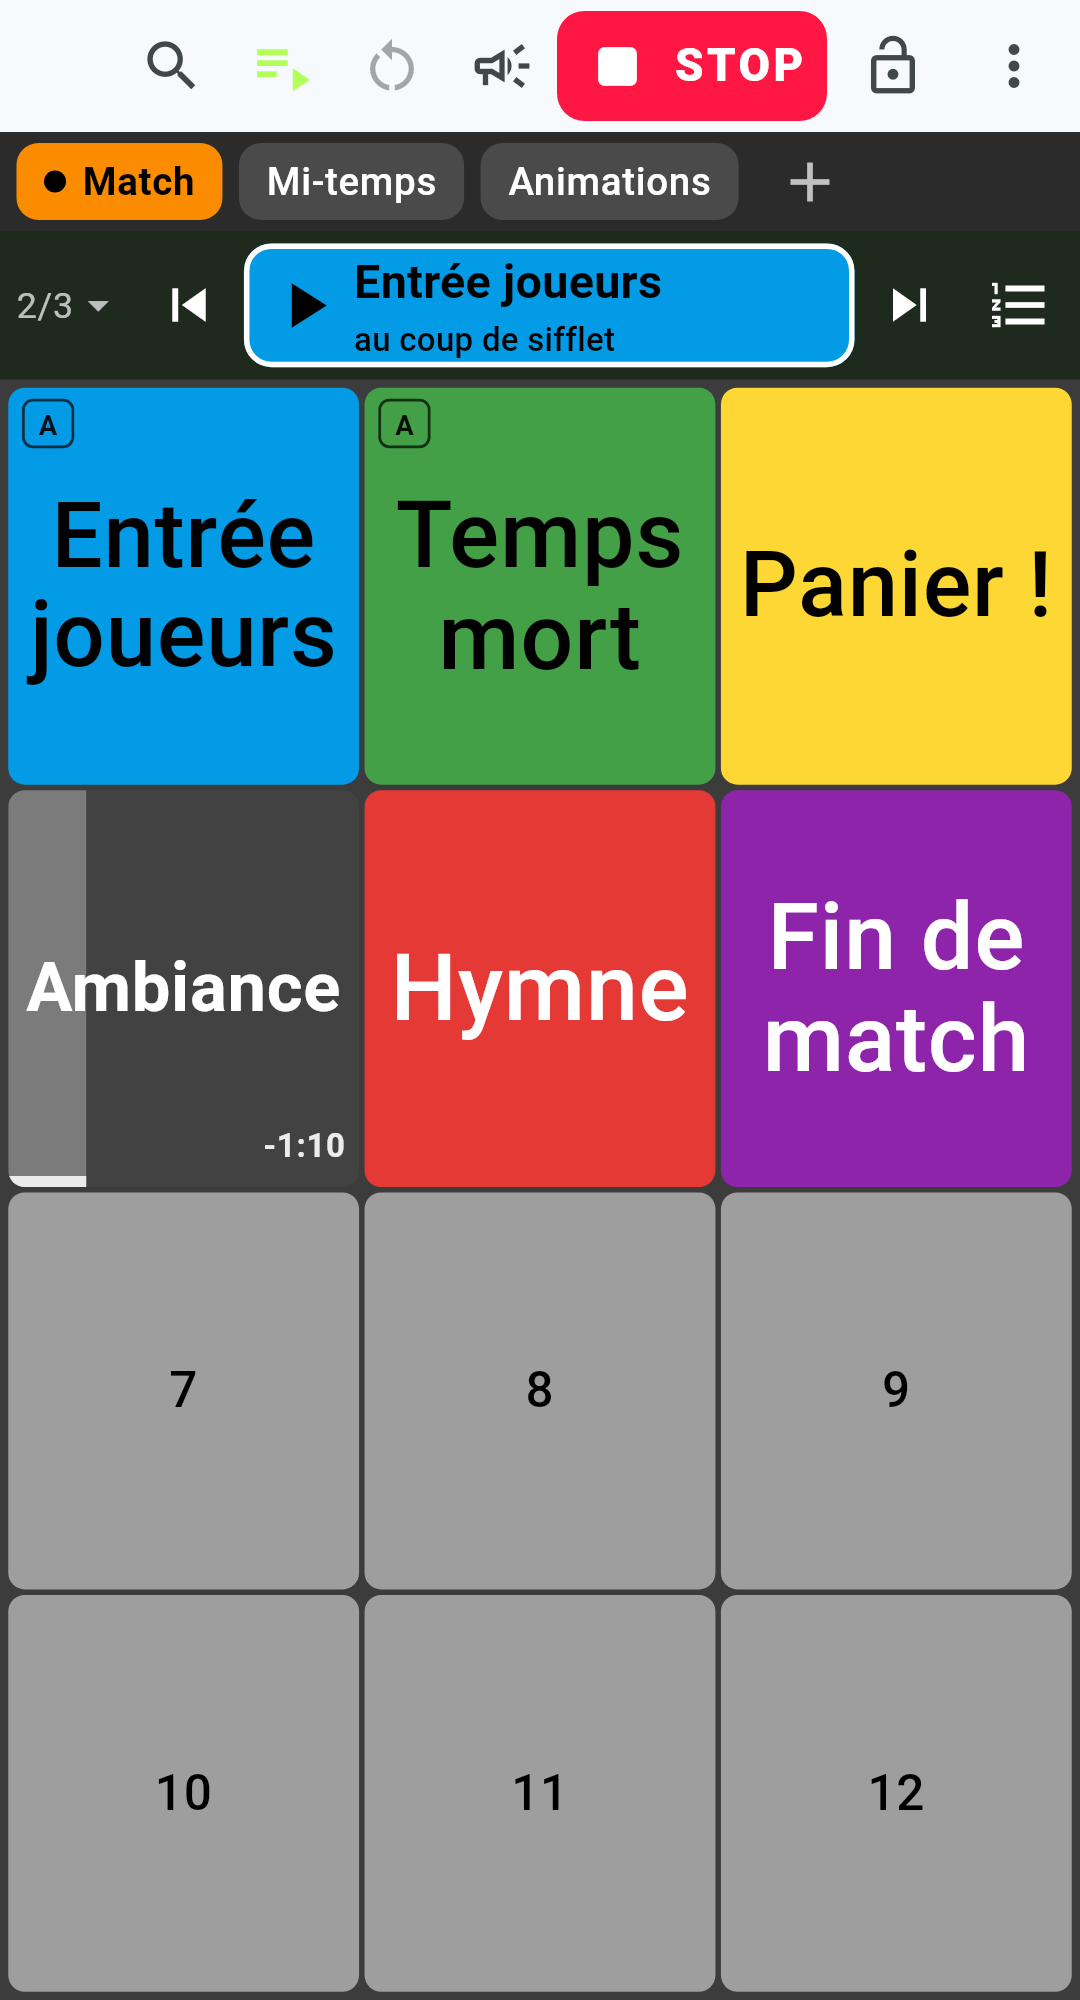 STOP
Match
Mi-temps
Animations
2/3
Entrée joueurs
au coup de sifflet
A
Entrée
joueurs
A
Temps
mort
Panier !
Ambiance
-1:10
Hymne
Fin de
match
7
8
9
10
11
12